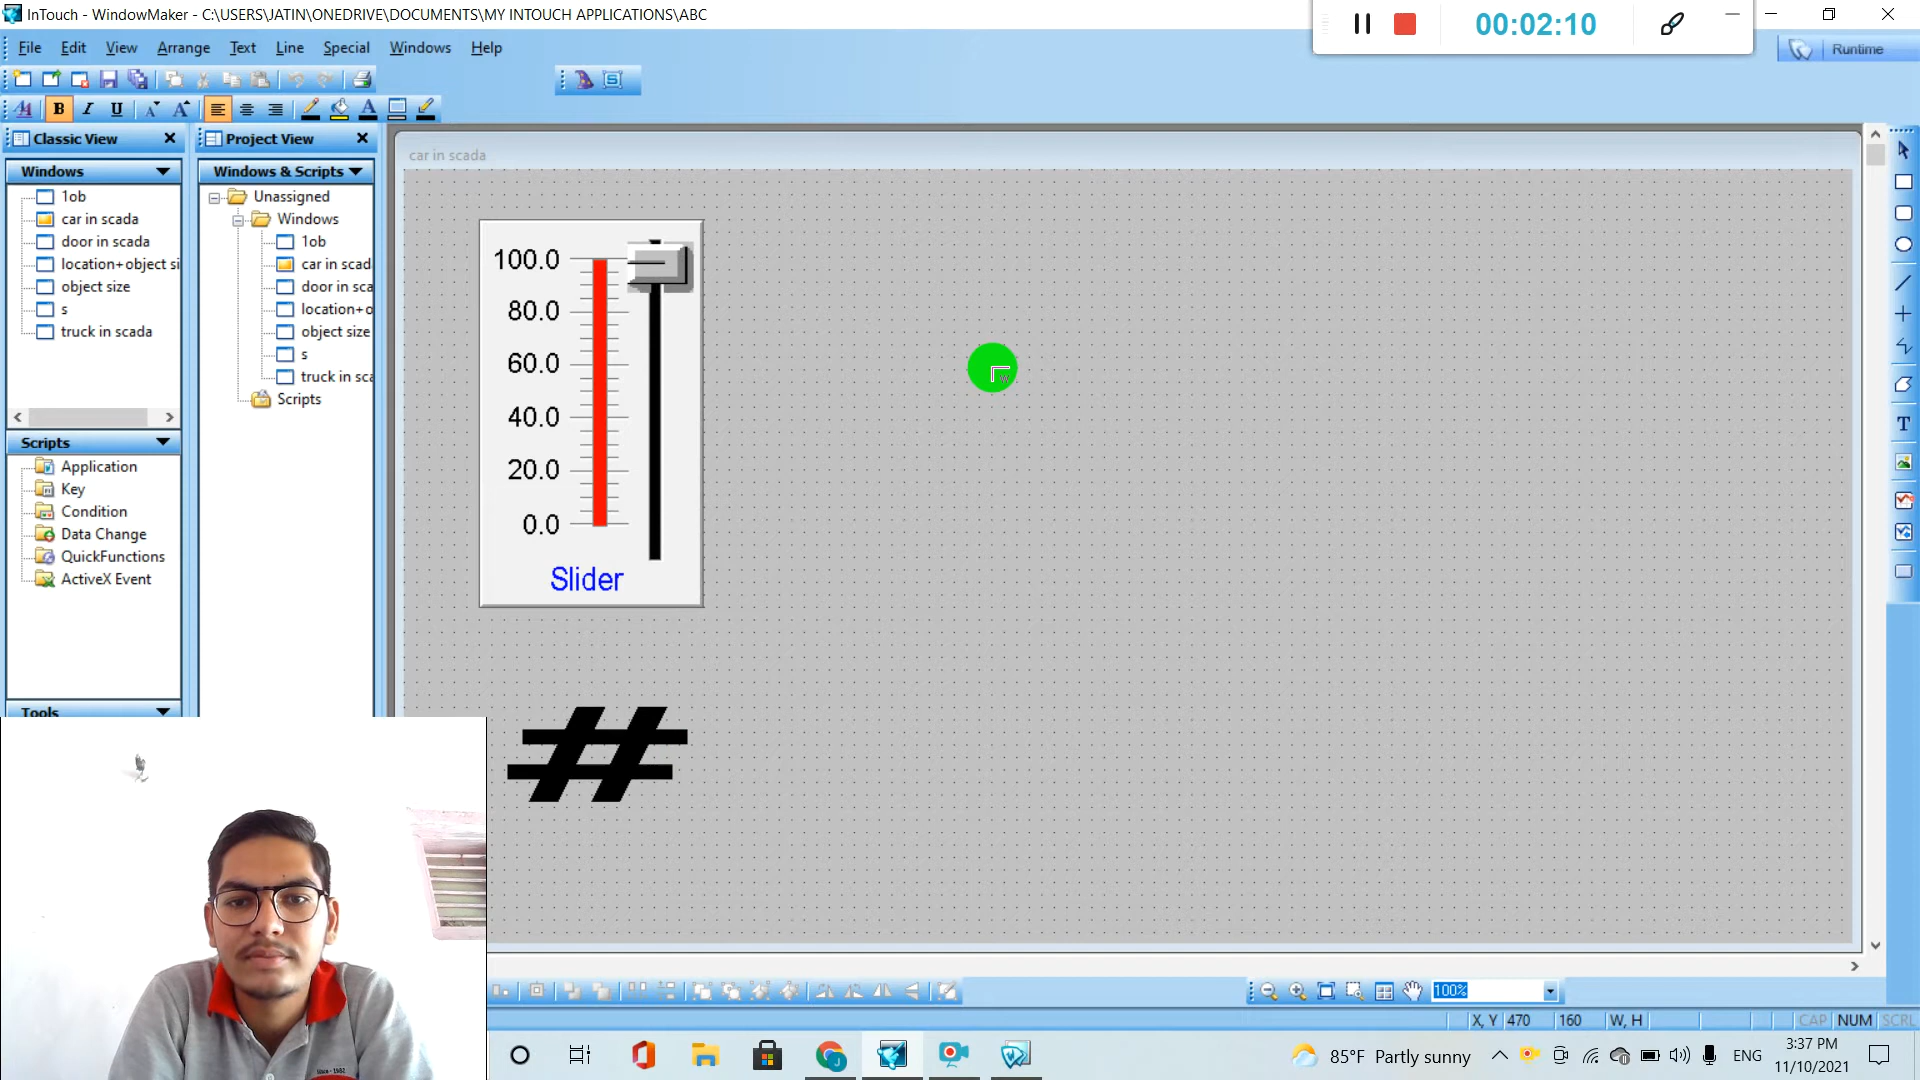 InTouch - WindowMaker - C:\USERS\JATIN\ONEDRIVE\DOCUMENTS\MY INTOUCH APPLICATIONS\ABC
00:02:10
File Edit View Arrange Text Line Special Windows Help
Runtime
B I U
Classic View
Project View
Windows
Windows & Scripts
1ob
car in scada
door in scada
location+object si
object size
s
truck in scada
Unassigned
Windows
1ob
car in scad
door in sca
location+o
object size
s
truck in sca
Scripts
Scripts
Application
Key
Condition
Data Change
QuickFunctions
ActiveX Event
Tools
car in scada
100.0
80.0
60.0
40.0
20.0
0.0
Slider
#
T
100%
X, Y 470 160 W, H
CAP NUM SCRL
85°F Partly sunny
ENG
3:37 PM
11/10/2021